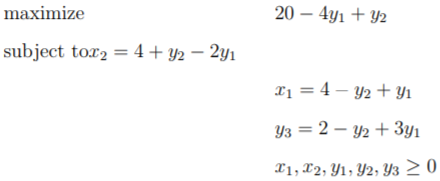 maximize 20 − 4y₁ + y₂
subject tox₂ = 4 + y₂ − 2y₁
x₁ = 4 − y₂ + y₁
y₃ = 2 − y₂ + 3y₁
x₁, x₂, y₁, y₂, y₃ ≥ 0